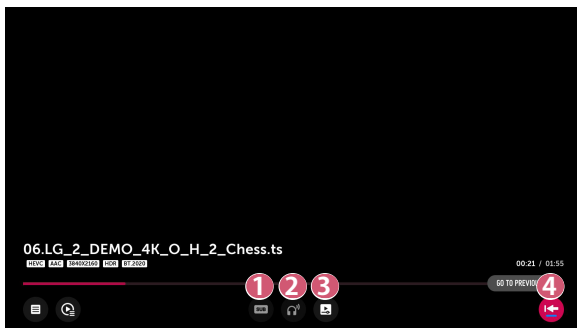 06.LG_2_DEMO_4K_O_H_2_Chess.ts
HEVC AAC 3840X2160 HDR BT.2020
00:21 / 01:55
1 2 3 4
GO TO PREVIOU
SUB